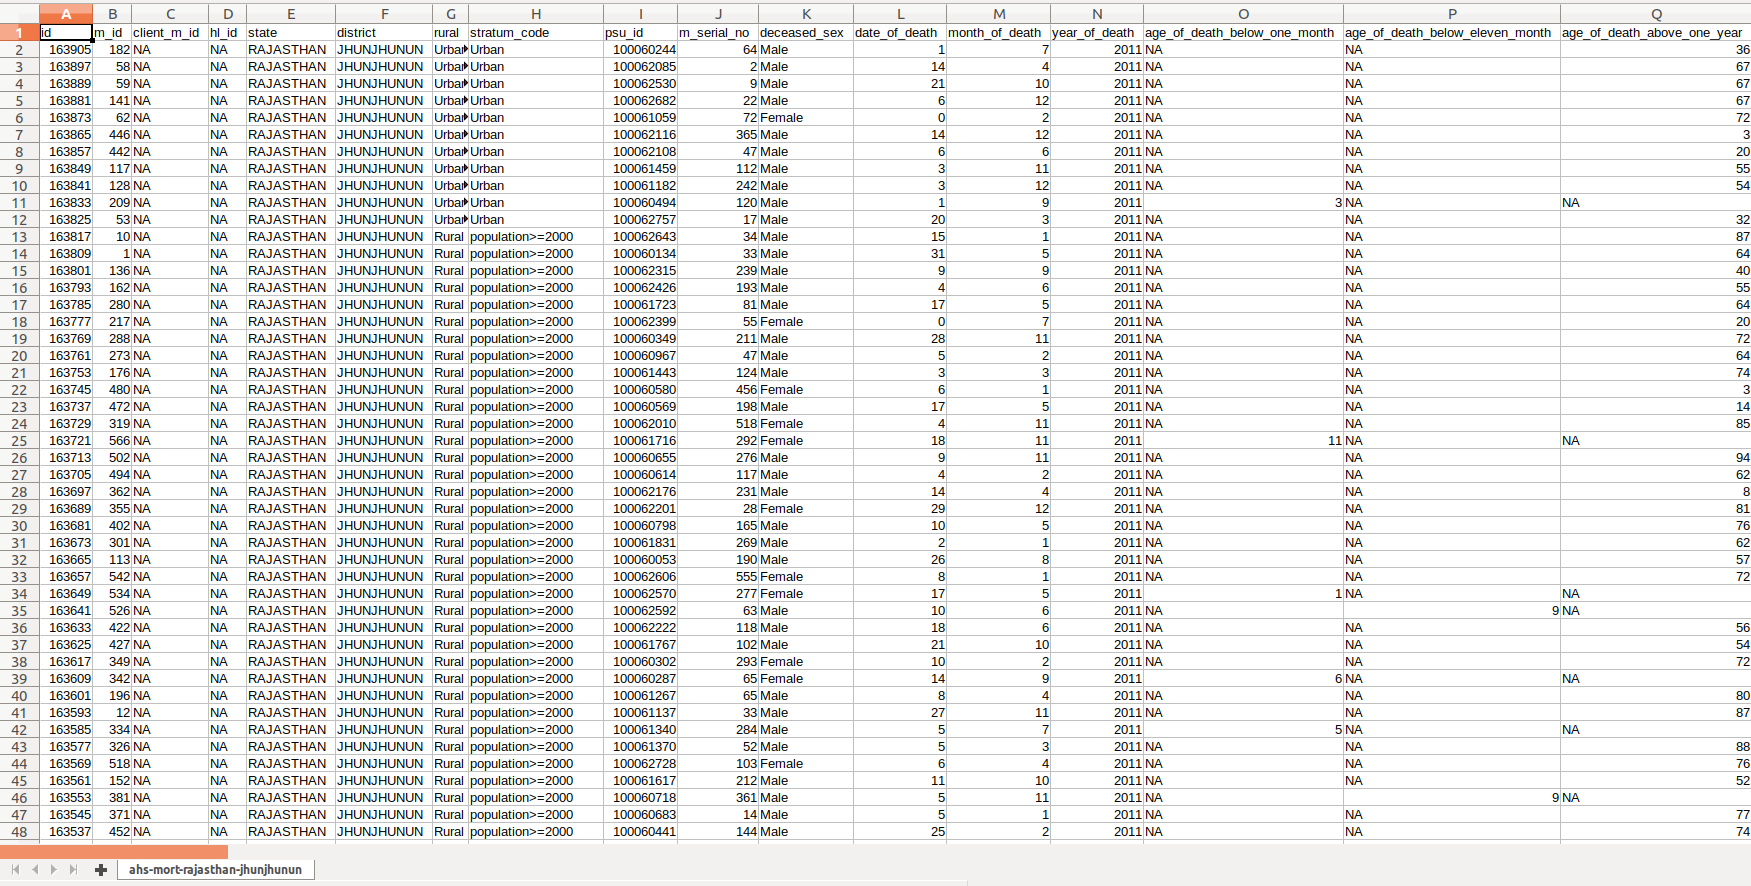 A B C D E F G H I J K L M N O P Q
1 id m_id client_m_id hl_id state district rural stratum_code psu_id m_serial_no deceased_sex date_of_death month_of_death year_of_death age_of_death_below_one_month age_of_death_below_eleven_month age_of_death_above_one_year
2 163905 182 NA NA RAJASTHAN JHUNJHUNUN Urban Urban 100060244 64 Male 1 7 2011 NA NA 36
3 163897 58 NA NA RAJASTHAN JHUNJHUNUN Urban Urban 100062085 2 Male 14 4 2011 NA NA 67
4 163889 59 NA NA RAJASTHAN JHUNJHUNUN Urban Urban 100062530 9 Male 21 10 2011 NA NA 67
5 163881 141 NA NA RAJASTHAN JHUNJHUNUN Urban Urban 100062682 22 Male 6 12 2011 NA NA 67
6 163873 62 NA NA RAJASTHAN JHUNJHUNUN Urban Urban 100061059 72 Female 0 2 2011 NA NA 72
7 163865 446 NA NA RAJASTHAN JHUNJHUNUN Urban Urban 100062116 365 Male 14 12 2011 NA NA 3
8 163857 442 NA NA RAJASTHAN JHUNJHUNUN Urban Urban 100062108 47 Male 6 6 2011 NA NA 20
9 163849 117 NA NA RAJASTHAN JHUNJHUNUN Urban Urban 100061459 112 Male 3 11 2011 NA NA 55
10 163841 128 NA NA RAJASTHAN JHUNJHUNUN Urban Urban 100061182 242 Male 3 12 2011 NA NA 54
11 163833 209 NA NA RAJASTHAN JHUNJHUNUN Urban Urban 100060494 120 Male 1 9 2011 3 NA NA
12 163825 53 NA NA RAJASTHAN JHUNJHUNUN Urban Urban 100062757 17 Male 20 3 2011 NA NA 32
13 163817 10 NA NA RAJASTHAN JHUNJHUNUN Rural population>=2000 100062643 34 Male 15 1 2011 NA NA 87
14 163809 1 NA NA RAJASTHAN JHUNJHUNUN Rural population>=2000 100060134 33 Male 31 5 2011 NA NA 64
15 163801 136 NA NA RAJASTHAN JHUNJHUNUN Rural population>=2000 100062315 239 Male 9 9 2011 NA NA 40
16 163793 162 NA NA RAJASTHAN JHUNJHUNUN Rural population>=2000 100062426 193 Male 4 6 2011 NA NA 55
17 163785 280 NA NA RAJASTHAN JHUNJHUNUN Rural population>=2000 100061723 81 Male 17 5 2011 NA NA 64
18 163777 217 NA NA RAJASTHAN JHUNJHUNUN Rural population>=2000 100062399 55 Female 0 7 2011 NA NA 20
19 163769 288 NA NA RAJASTHAN JHUNJHUNUN Rural population>=2000 100060349 211 Male 28 11 2011 NA NA 72
20 163761 273 NA NA RAJASTHAN JHUNJHUNUN Rural population>=2000 100060967 47 Male 5 2 2011 NA NA 64
21 163753 176 NA NA RAJASTHAN JHUNJHUNUN Rural population>=2000 100061443 124 Male 3 3 2011 NA NA 74
22 163745 480 NA NA RAJASTHAN JHUNJHUNUN Rural population>=2000 100060580 456 Female 6 1 2011 NA NA 3
23 163737 472 NA NA RAJASTHAN JHUNJHUNUN Rural population>=2000 100060569 198 Male 17 5 2011 NA NA 14
24 163729 319 NA NA RAJASTHAN JHUNJHUNUN Rural population>=2000 100062010 518 Female 4 11 2011 NA NA 85
25 163721 566 NA NA RAJASTHAN JHUNJHUNUN Rural population>=2000 100061716 292 Female 18 11 2011 11 NA NA
26 163713 502 NA NA RAJASTHAN JHUNJHUNUN Rural population>=2000 100060655 276 Male 9 11 2011 NA NA 94
27 163705 494 NA NA RAJASTHAN JHUNJHUNUN Rural population>=2000 100060614 117 Male 4 2 2011 NA NA 62
28 163697 362 NA NA RAJASTHAN JHUNJHUNUN Rural population>=2000 100062176 231 Male 14 4 2011 NA NA 8
29 163689 355 NA NA RAJASTHAN JHUNJHUNUN Rural population>=2000 100062201 28 Female 29 12 2011 NA NA 81
30 163681 402 NA NA RAJASTHAN JHUNJHUNUN Rural population>=2000 100060798 165 Male 10 5 2011 NA NA 76
31 163673 301 NA NA RAJASTHAN JHUNJHUNUN Rural population>=2000 100061831 269 Male 2 1 2011 NA NA 62
32 163665 113 NA NA RAJASTHAN JHUNJHUNUN Rural population>=2000 100060053 190 Male 26 8 2011 NA NA 57
33 163657 542 NA NA RAJASTHAN JHUNJHUNUN Rural population>=2000 100062606 555 Female 8 1 2011 NA NA 72
34 163649 534 NA NA RAJASTHAN JHUNJHUNUN Rural population>=2000 100062570 277 Female 17 5 2011 1 NA NA
35 163641 526 NA NA RAJASTHAN JHUNJHUNUN Rural population>=2000 100062592 63 Male 10 6 2011 NA 9 NA
36 163633 422 NA NA RAJASTHAN JHUNJHUNUN Rural population>=2000 100062222 118 Male 18 6 2011 NA NA 56
37 163625 427 NA NA RAJASTHAN JHUNJHUNUN Rural population>=2000 100061767 102 Male 21 10 2011 NA NA 54
38 163617 349 NA NA RAJASTHAN JHUNJHUNUN Rural population>=2000 100060302 293 Female 10 2 2011 NA NA 72
39 163609 342 NA NA RAJASTHAN JHUNJHUNUN Rural population>=2000 100060287 65 Female 14 9 2011 6 NA NA
40 163601 196 NA NA RAJASTHAN JHUNJHUNUN Rural population>=2000 100061267 65 Male 8 4 2011 NA NA 80
41 163593 12 NA NA RAJASTHAN JHUNJHUNUN Rural population>=2000 100061137 33 Male 27 11 2011 NA NA 87
42 163585 334 NA NA RAJASTHAN JHUNJHUNUN Rural population>=2000 100061340 284 Male 5 7 2011 5 NA NA
43 163577 326 NA NA RAJASTHAN JHUNJHUNUN Rural population>=2000 100061370 52 Male 5 3 2011 NA NA 88
44 163569 518 NA NA RAJASTHAN JHUNJHUNUN Rural population>=2000 100062728 103 Female 6 4 2011 NA NA 76
45 163561 152 NA NA RAJASTHAN JHUNJHUNUN Rural population>=2000 100061617 212 Male 11 10 2011 NA NA 52
46 163553 381 NA NA RAJASTHAN JHUNJHUNUN Rural population>=2000 100060718 361 Male 5 11 2011 NA 9 NA
47 163545 371 NA NA RAJASTHAN JHUNJHUNUN Rural population>=2000 100060683 14 Male 5 1 2011 NA NA 77
48 163537 452 NA NA RAJASTHAN JHUNJHUNUN Rural population>=2000 100060441 144 Male 25 2 2011 NA NA 74
ahs-mort-rajasthan-jhunjhunun